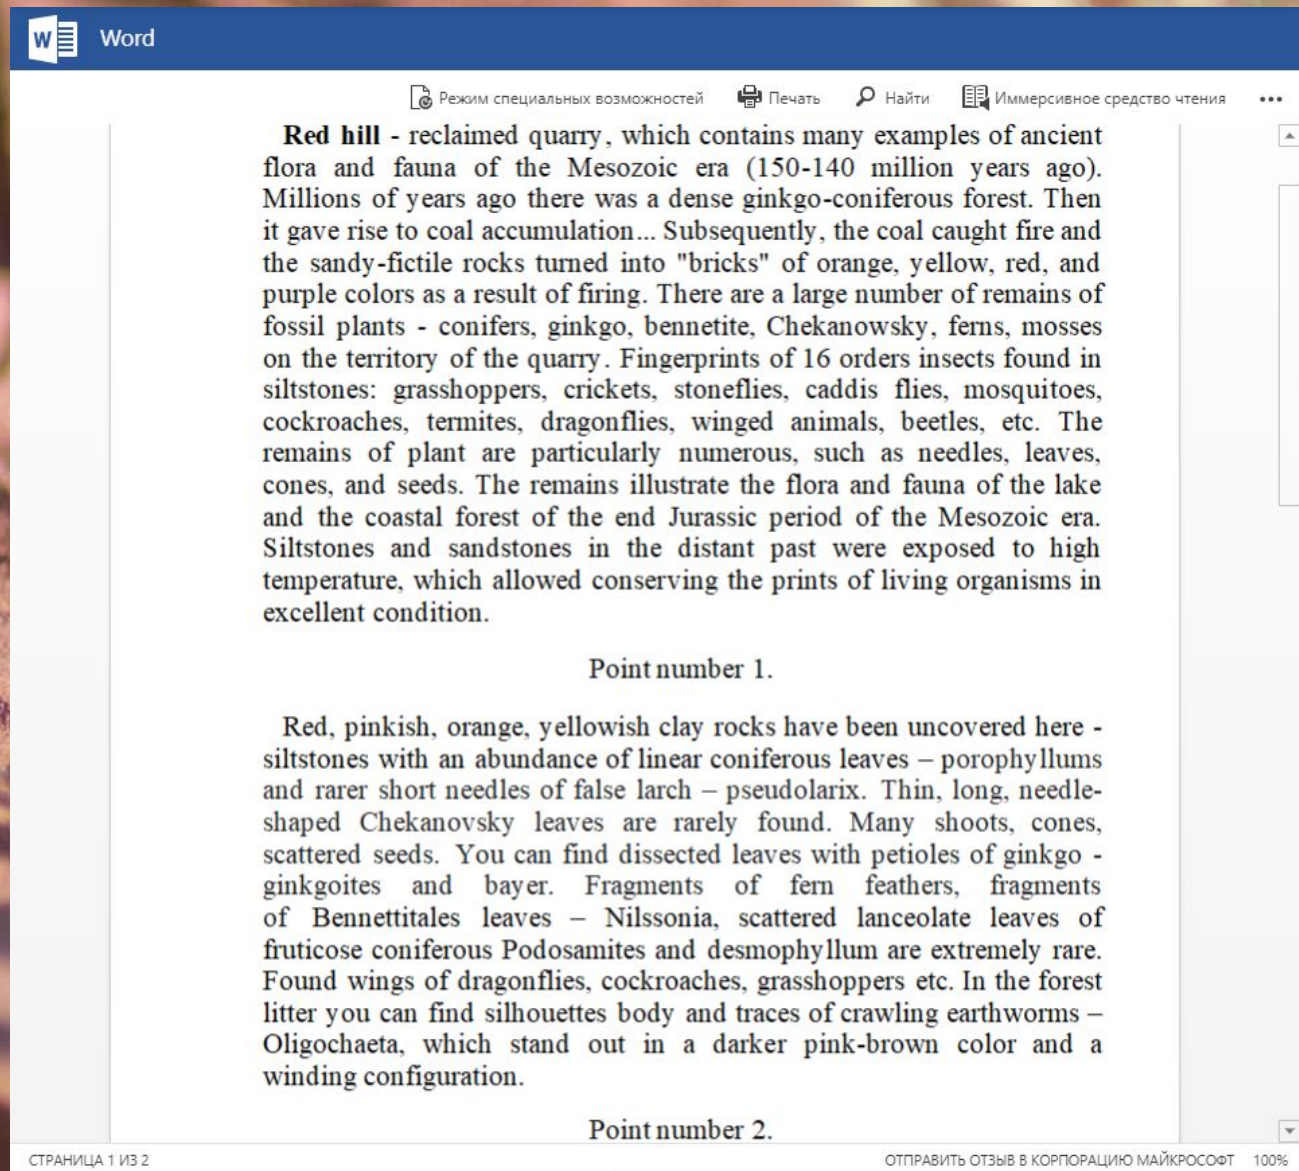 Word
Режим специальных возможностей Печать Найти Иммерсивное средство чтения
Red hill - reclaimed quarry, which contains many examples of ancient
flora and fauna of the Mesozoic era (150-140 million years ago).
Millions of years ago there was a dense ginkgo-coniferous forest. Then
it gave rise to coal accumulation... Subsequently, the coal caught fire and
the sandy-fictile rocks turned into "bricks" of orange, yellow, red, and
purple colors as a result of firing. There are a large number of remains of
fossil plants - conifers, ginkgo, bennetite, Chekanowsky, ferns, mosses
on the territory of the quarry. Fingerprints of 16 orders insects found in
siltstones: grasshoppers, crickets, stoneflies, caddis flies, mosquitoes,
cockroaches, termites, dragonflies, winged animals, beetles, etc. The
remains of plant are particularly numerous, such as needles, leaves,
cones, and seeds. The remains illustrate the flora and fauna of the lake
and the coastal forest of the end Jurassic period of the Mesozoic era.
Siltstones and sandstones in the distant past were exposed to high
temperature, which allowed conserving the prints of living organisms in
excellent condition.
Point number 1.
Red, pinkish, orange, yellowish clay rocks have been uncovered here -
siltstones with an abundance of linear coniferous leaves – porophyllums
and rarer short needles of false larch – pseudolarix. Thin, long, needle-
shaped Chekanovsky leaves are rarely found. Many shoots, cones,
scattered seeds. You can find dissected leaves with petioles of ginkgo -
ginkgoites and bayer. Fragments of fern feathers, fragments
of Bennettitales leaves – Nilssonia, scattered lanceolate leaves of
fruticose coniferous Podosamites and desmophyllum are extremely rare.
Found wings of dragonflies, cockroaches, grasshoppers etc. In the forest
litter you can find silhouettes body and traces of crawling earthworms –
Oligochaeta, which stand out in a darker pink-brown color and a
winding configuration.
Point number 2.
СТРАНИЦА 1 ИЗ 2 ОТПРАВИТЬ ОТЗЫВ В КОРПОРАЦИЮ МАЙКРОСОФТ 100%